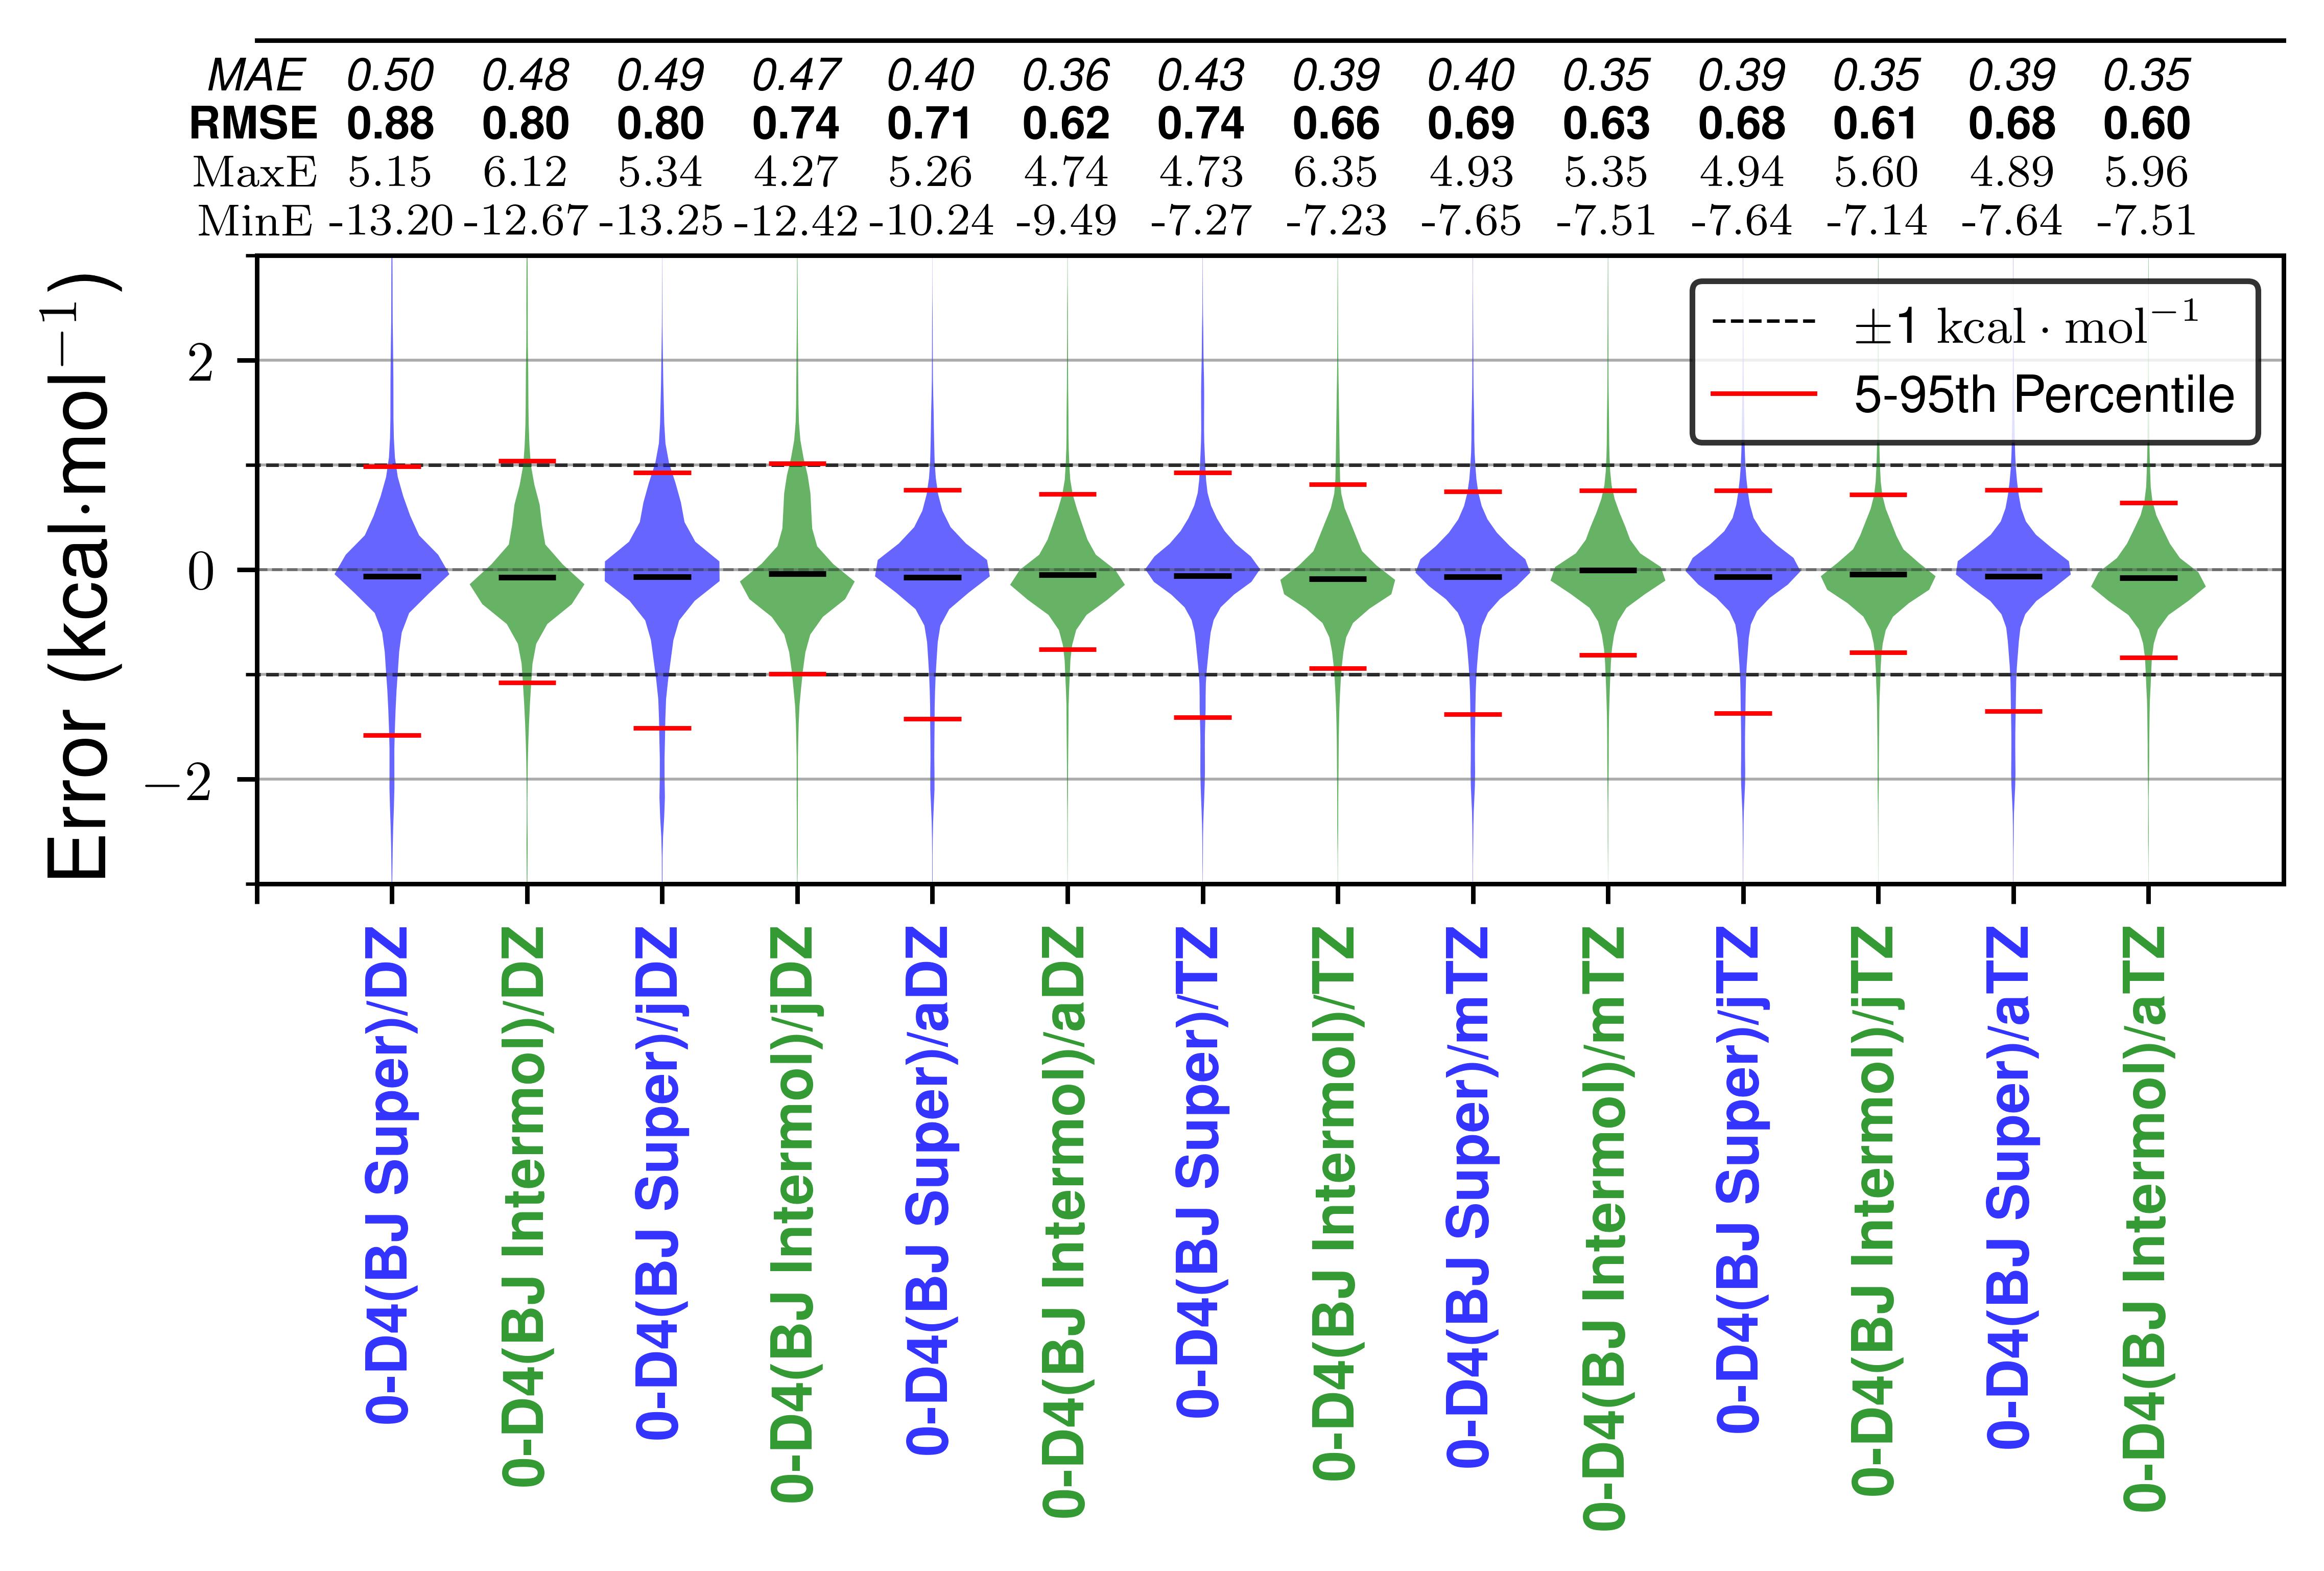 MAE 0.50 0.48 0.49 0.47 0.40 0.36 0.43 0.39 0.40 0.35 0.39 0.35 0.39 0.35
RMSE 0.88 0.80 0.80 0.74 0.71 0.62 0.74 0.66 0.69 0.63 0.68 0.61 0.68 0.60
MaxE 5.15 6.12 5.34 4.27 5.26 4.74 4.73 6.35 4.93 5.35 4.94 5.60 4.89 5.96
MinE -13.20 -12.67 -13.25 -12.42 -10.24 -9.49 -7.27 -7.23 -7.65 -7.51 -7.64 -7.14 -7.64 -7.51
Error (kcal·mol⁻¹)
2
0
−2
±1 kcal · mol⁻¹
5-95th Percentile
0-D4(BJ Super)/DZ
0-D4(BJ Intermol)/DZ
0-D4(BJ Super)/jDZ
0-D4(BJ Intermol)/jDZ
0-D4(BJ Super)/aDZ
0-D4(BJ Intermol)/aDZ
0-D4(BJ Super)/TZ
0-D4(BJ Intermol)/TZ
0-D4(BJ Super)/mTZ
0-D4(BJ Intermol)/mTZ
0-D4(BJ Super)/jTZ
0-D4(BJ Intermol)/jTZ
0-D4(BJ Super)/aTZ
0-D4(BJ Intermol)/aTZ